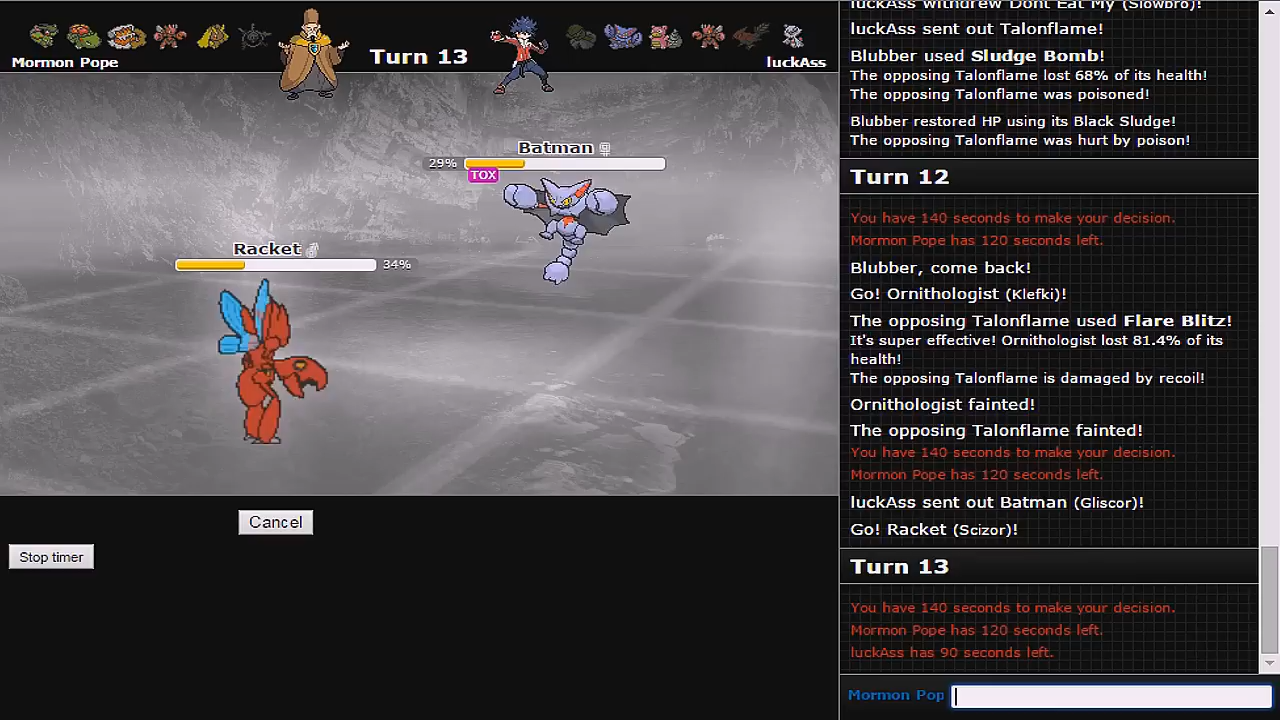 Mormon Pope
Turn 13
luckAss
Batman
29%
TOX
Racket
34%
Cancel
Stop timer
luckAss withdrew Dont Eat My (Slowbro)!
luckAss sent out Talonflame!
Blubber used Sludge Bomb!
The opposing Talonflame lost 68% of its health!
The opposing Talonflame was poisoned!
Blubber restored HP using its Black Sludge!
The opposing Talonflame was hurt by poison!
Turn 12
You have 140 seconds to make your decision.
Mormon Pope has 120 seconds left.
Blubber, come back!
Go! Ornithologist (Klefki)!
The opposing Talonflame used Flare Blitz!
It's super effective! Ornithologist lost 81.4% of its
health!
The opposing Talonflame is damaged by recoil!
Ornithologist fainted!
The opposing Talonflame fainted!
You have 140 seconds to make your decision.
Mormon Pope has 120 seconds left.
luckAss sent out Batman (Gliscor)!
Go! Racket (Scizor)!
Turn 13
You have 140 seconds to make your decision.
Mormon Pope has 120 seconds left.
luckAss has 90 seconds left.
Mormon Pop